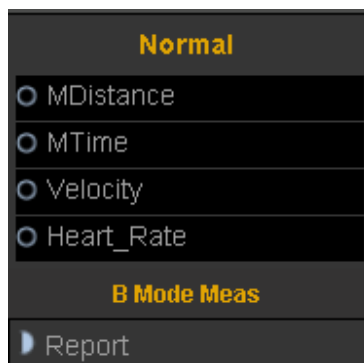 Normal
MDistance
MTime
Velocity
Heart_Rate
B Mode Meas
Report